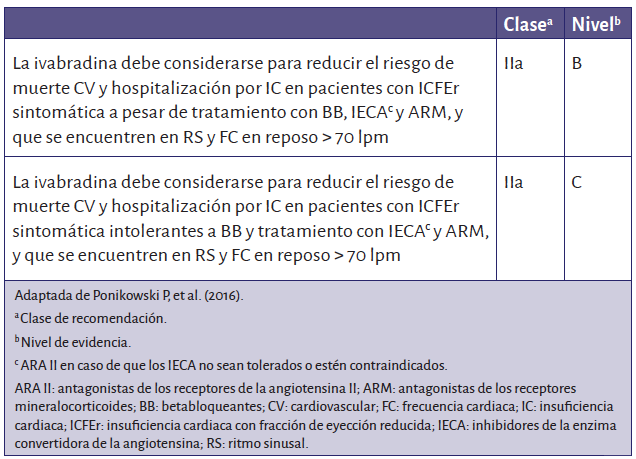 Claseª Nivelᵇ
La ivabradina debe considerarse para reducir el riesgo de IIa B
muerte CV y hospitalización por IC en pacientes con ICFEr
sintomática a pesar de tratamiento con BB, IECAᶜ y ARM, y
que se encuentren en RS y FC en reposo > 70 lpm
La ivabradina debe considerarse para reducir el riesgo de IIa C
muerte CV y hospitalización por IC en pacientes con ICFEr
sintomática intolerantes a BB y tratamiento con IECAᶜ y ARM,
y que se encuentren en RS y FC en reposo > 70 lpm
Adaptada de Ponikowski P, et al. (2016).
ª Clase de recomendación.
ᵇ Nivel de evidencia.
ᶜ ARA II en caso de que los IECA no sean tolerados o estén contraindicados.
ARA II: antagonistas de los receptores de la angiotensina II; ARM: antagonistas de los receptores
mineralocorticoides; BB: betabloqueantes; CV: cardiovascular; FC: frecuencia cardiaca; IC: insuficiencia
cardiaca; ICFEr: insuficiencia cardiaca con fracción de eyección reducida; IECA: inhibidores de la enzima
convertidora de la angiotensina; RS: ritmo sinusal.